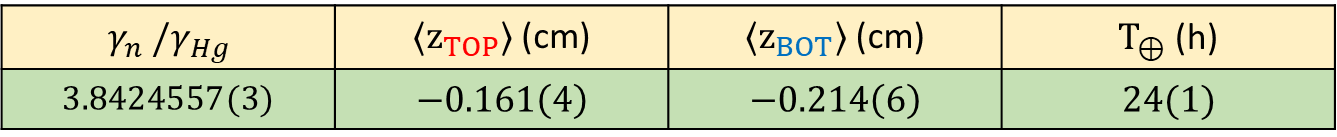 γn /γHg ⟨zTOP⟩ (cm) ⟨zBOT⟩ (cm) T⊕ (h)
3.8424557(3) −0.161(4) −0.214(6) 24(1)